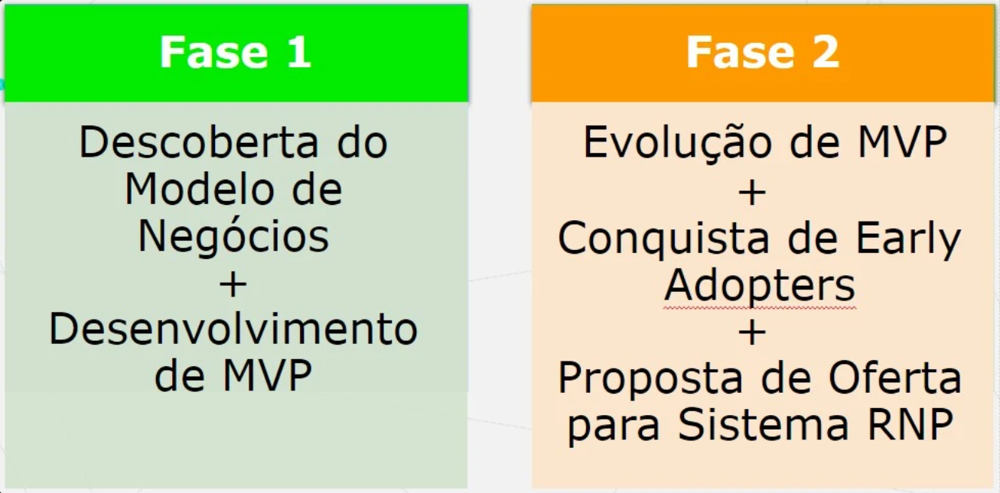 Fase 1
Descoberta do
Modelo de
Negócios
+
Desenvolvimento
de MVP
Fase 2
Evolução de MVP
+
Conquista de Early
Adopters
+
Proposta de Oferta
para Sistema RNP